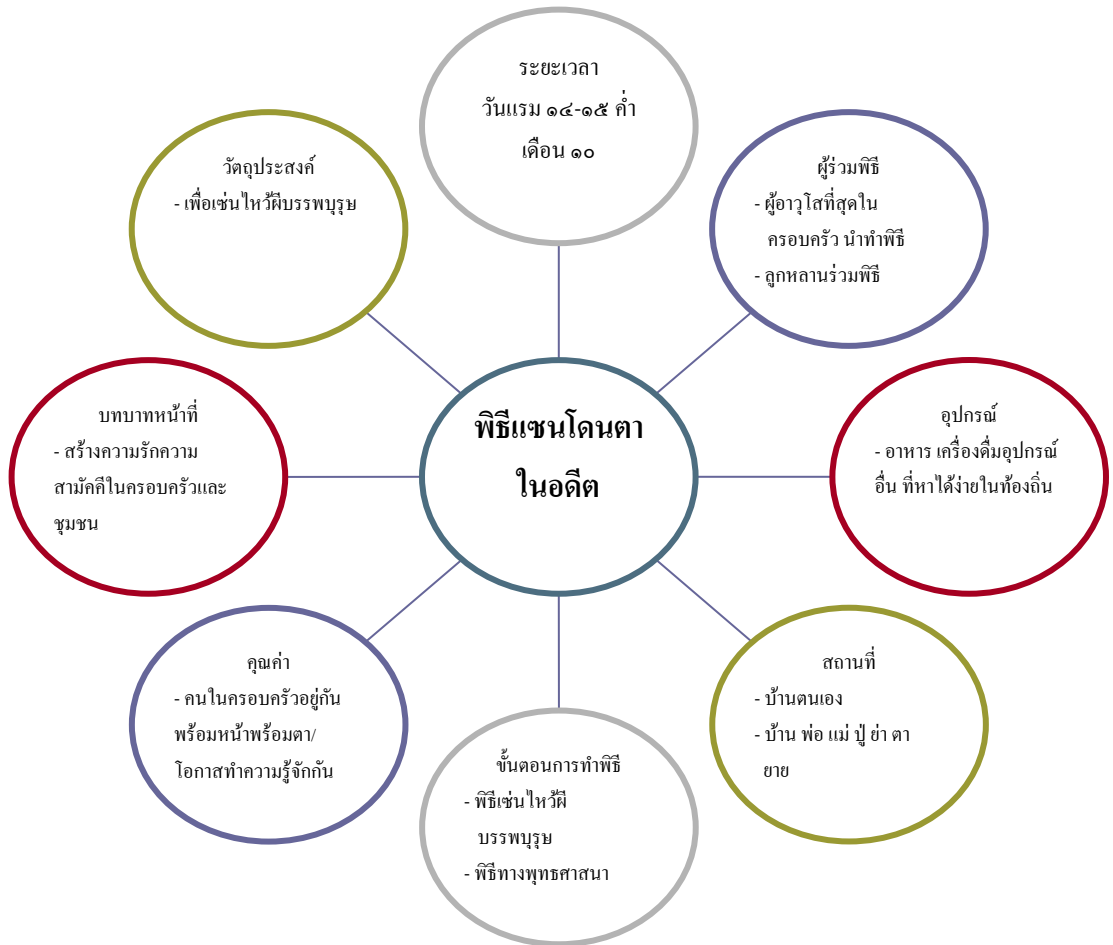 ระยะเวลา
วันแรม ๑๔-๑๕ ค่ำ
เดือน ๑๐
ผู้ร่วมพิธี
- ผู้อาวุโสที่สุดใน
ครอบครัว นำทำพิธี
- ลูกหลานร่วมพิธี
อุปกรณ์
- อาหาร เครื่องดื่มอุปกรณ์
อื่น ที่หาได้ง่ายในท้องถิ่น
สถานที่
- บ้านตนเอง
- บ้าน พ่อ แม่ ปู่ ย่า ตา
ยาย
ขั้นตอนการทำพิธี
- พิธีเซ่นไหว้ผี
บรรพบุรุษ
- พิธีทางพุทธศาสนา
คุณค่า
- คนในครอบครัวอยู่กัน
พร้อมหน้าพร้อมตา/
โอกาสทำความรู้จักกัน
บทบาทหน้าที่
- สร้างความรักความ
สามัคคีในครอบครัวและ
ชุมชน
วัตถุประสงค์
- เพื่อเซ่นไหว้ผีบรรพบุรุษ
พิธีแซนโดนตา
ในอดีต